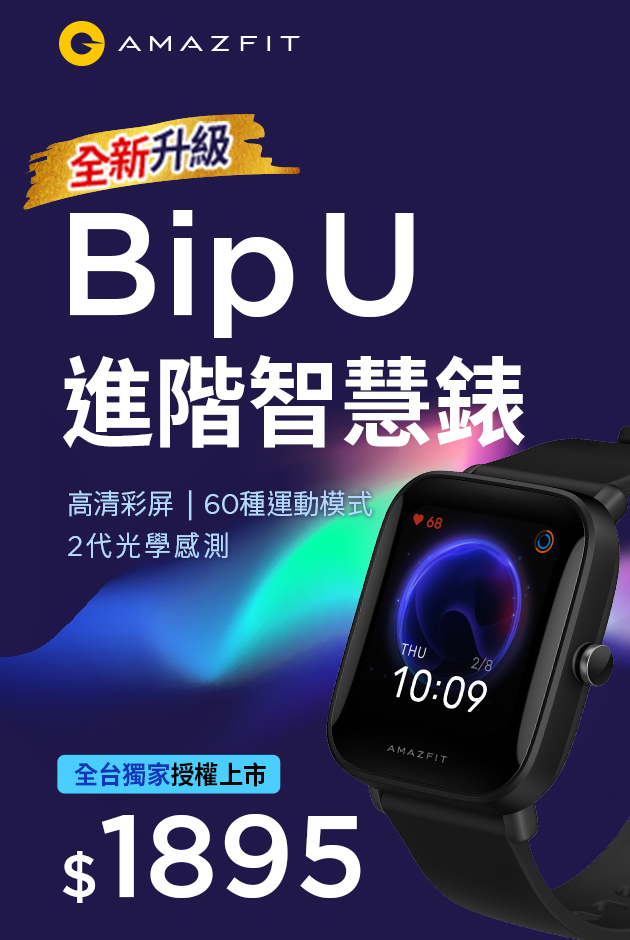 AMAZFIT
全新升級
Bip U
進階智慧錶
高清彩屏｜60種運動模式
2代光學感測
68
THU
2/8
10:09
AMAZFIT
全台獨家授權上市
$1895